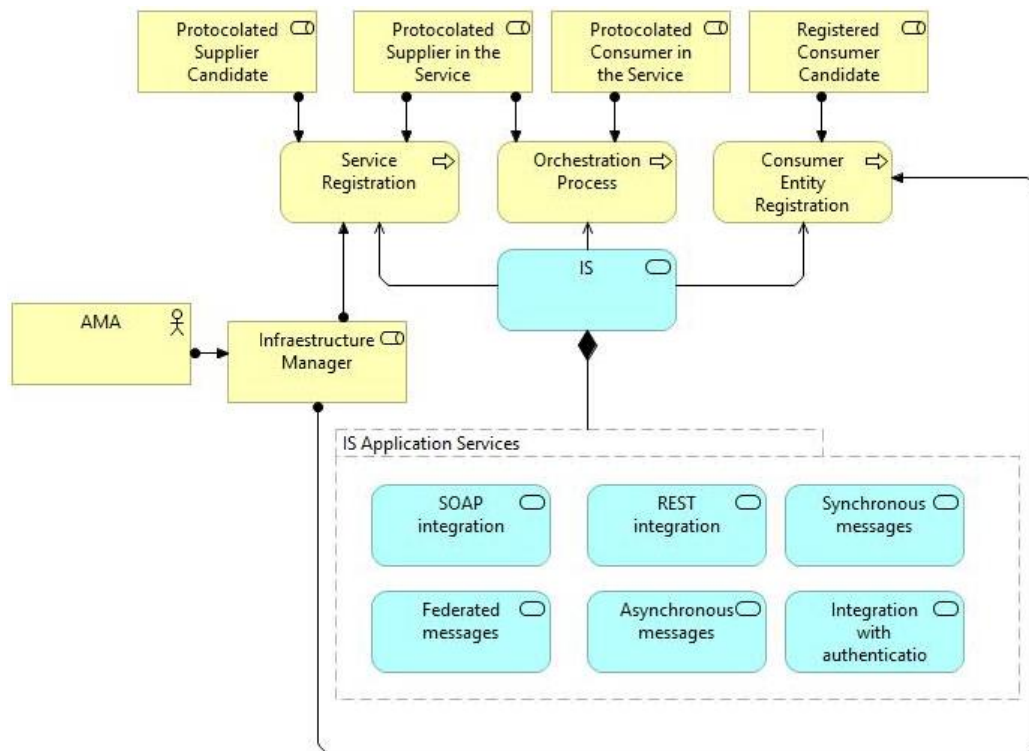 Protocolated
Supplier
Candidate
Protocolated
Supplier in the
Service
Protocolated
Consumer in
the Service
Registered
Consumer
Candidate
Service
Registration
Orchestration
Process
Consumer
Entity
Registration
IS
AMA
Infraestructure
Manager
IS Application Services
SOAP
integration
REST
integration
Synchronous
messages
Federated
messages
Asynchronous
messages
Integration
with
authenticatio